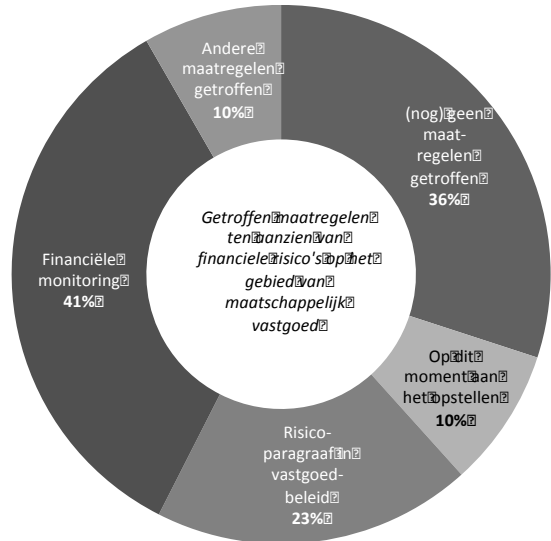 Andere
maatregelen
getroffen
10%
(nog) geen
maat-
regelen
getroffen
36%
Getroffen maatregelen
ten aanzien van
financiele risico's op het
gebied van
maatschappelijk
vastgoed
Financiële
monitoring
41%
Op dit
moment aan
het opstellen
10%
Risico-
paragraaf in
vastgoed-
beleid
23%